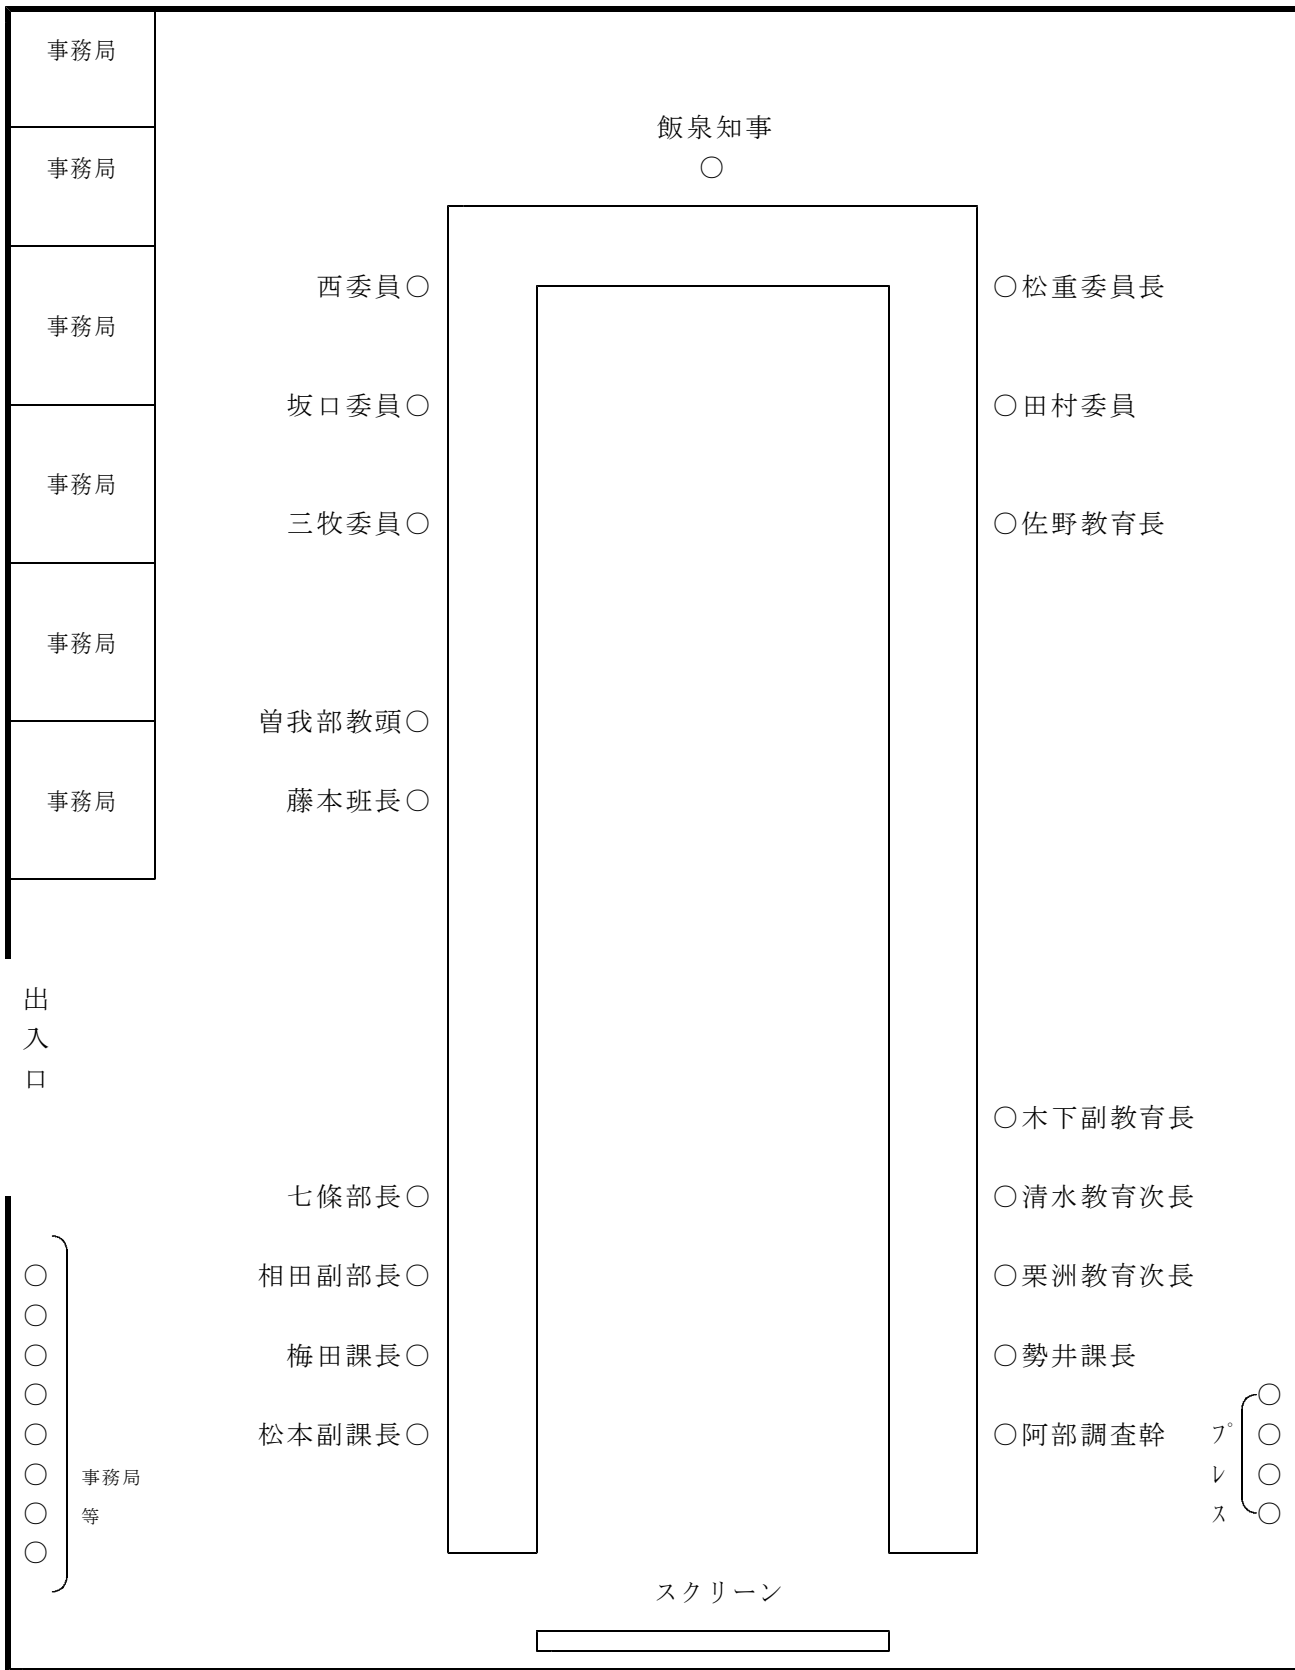 事務局
飯泉知事
○
事務局
西委員○
○松重委員長
事務局
坂口委員○
○田村委員
事務局
三牧委員○
○佐野教育長
事務局
曽我部教頭○
事務局
藤本班長○
出入口
○木下副教育長
七條部長○
○清水教育次長
相田副部長○
○栗洲教育次長
梅田課長○
○勢井課長
松本副課長○
○阿部調査幹
プレス
○
○
○
○
○
○
○
○
○
○
○
○
事務局
等
スクリーン